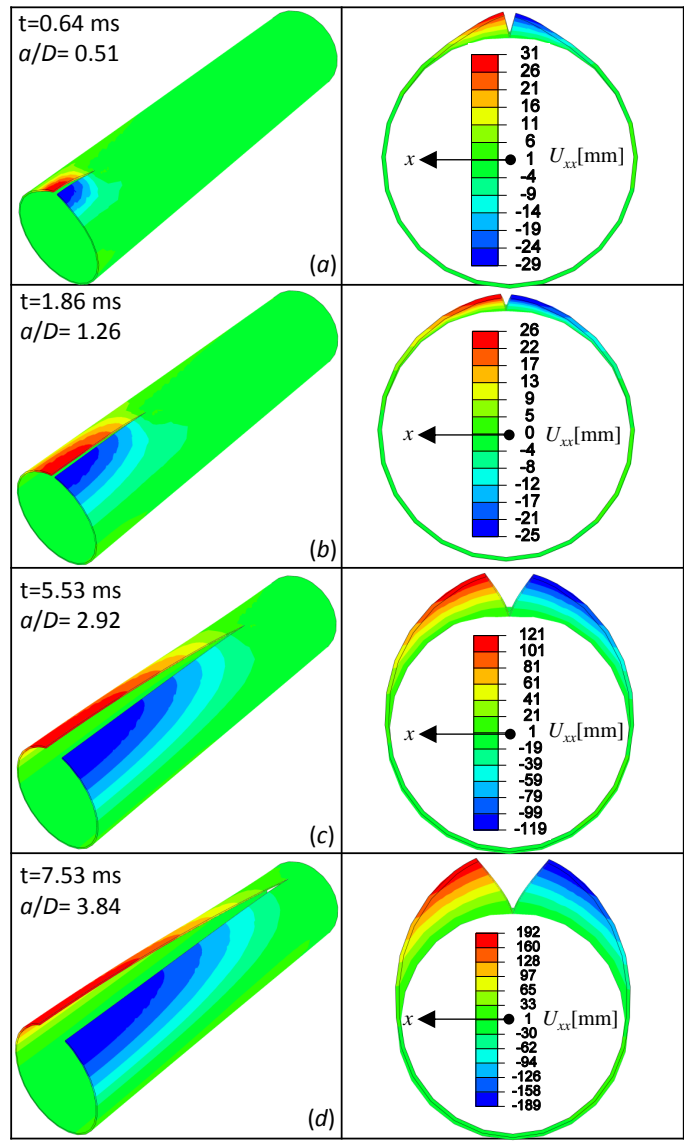 t=0.64 ms
a/D= 0.51
(a)
31
26
21
16
11
6
1
-4
-9
-14
-19
-24
-29
x
Uxx[mm]
t=1.86 ms
a/D= 1.26
(b)
26
22
17
13
9
5
0
-4
-8
-12
-17
-21
-25
x
Uxx[mm]
t=5.53 ms
a/D= 2.92
(c)
121
101
81
61
41
21
1
-19
-39
-59
-79
-99
-119
x
Uxx[mm]
t=7.53 ms
a/D= 3.84
(d)
192
160
128
97
65
33
1
-30
-62
-94
-126
-158
-189
x
Uxx[mm]